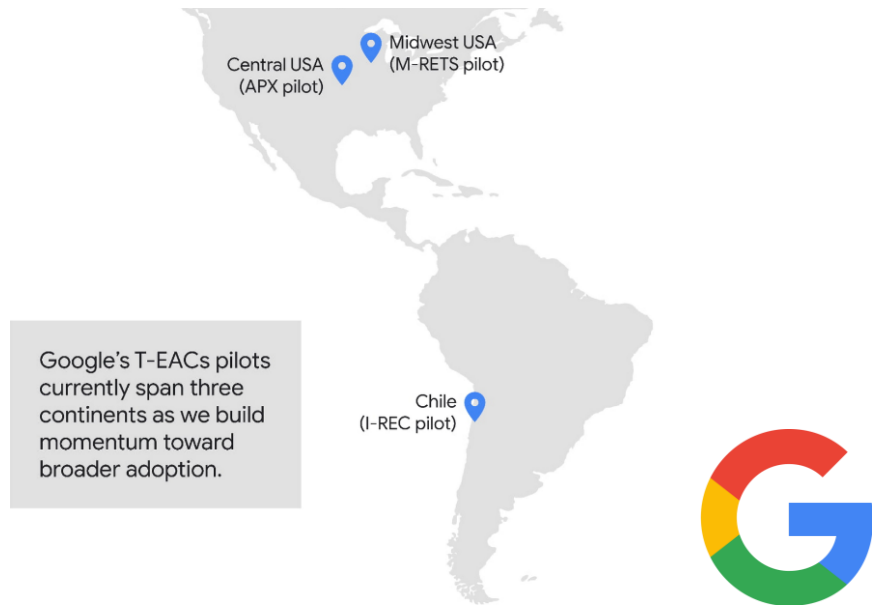 Midwest USA
(M-RETS pilot)
Central USA
(APX pilot)
Google's T-EACs pilots
currently span three
continents as we build
momentum toward
broader adoption.
Chile
(I-REC pilot)
G